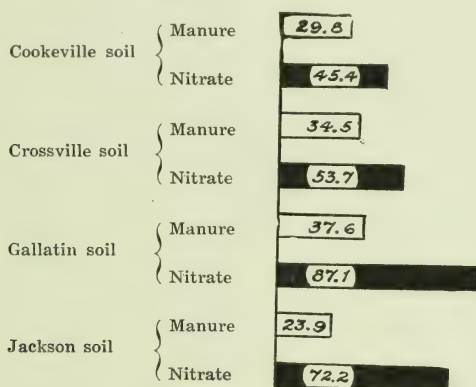 Manure 29.8
Cookeville soil
Nitrate 45.4
Manure 34.5
Crossville soil
Nitrate 53.7
Manure 37.6
Gallatin soil
Nitrate 87.1
Manure 23.9
Jackson soil
Nitrate 72.2